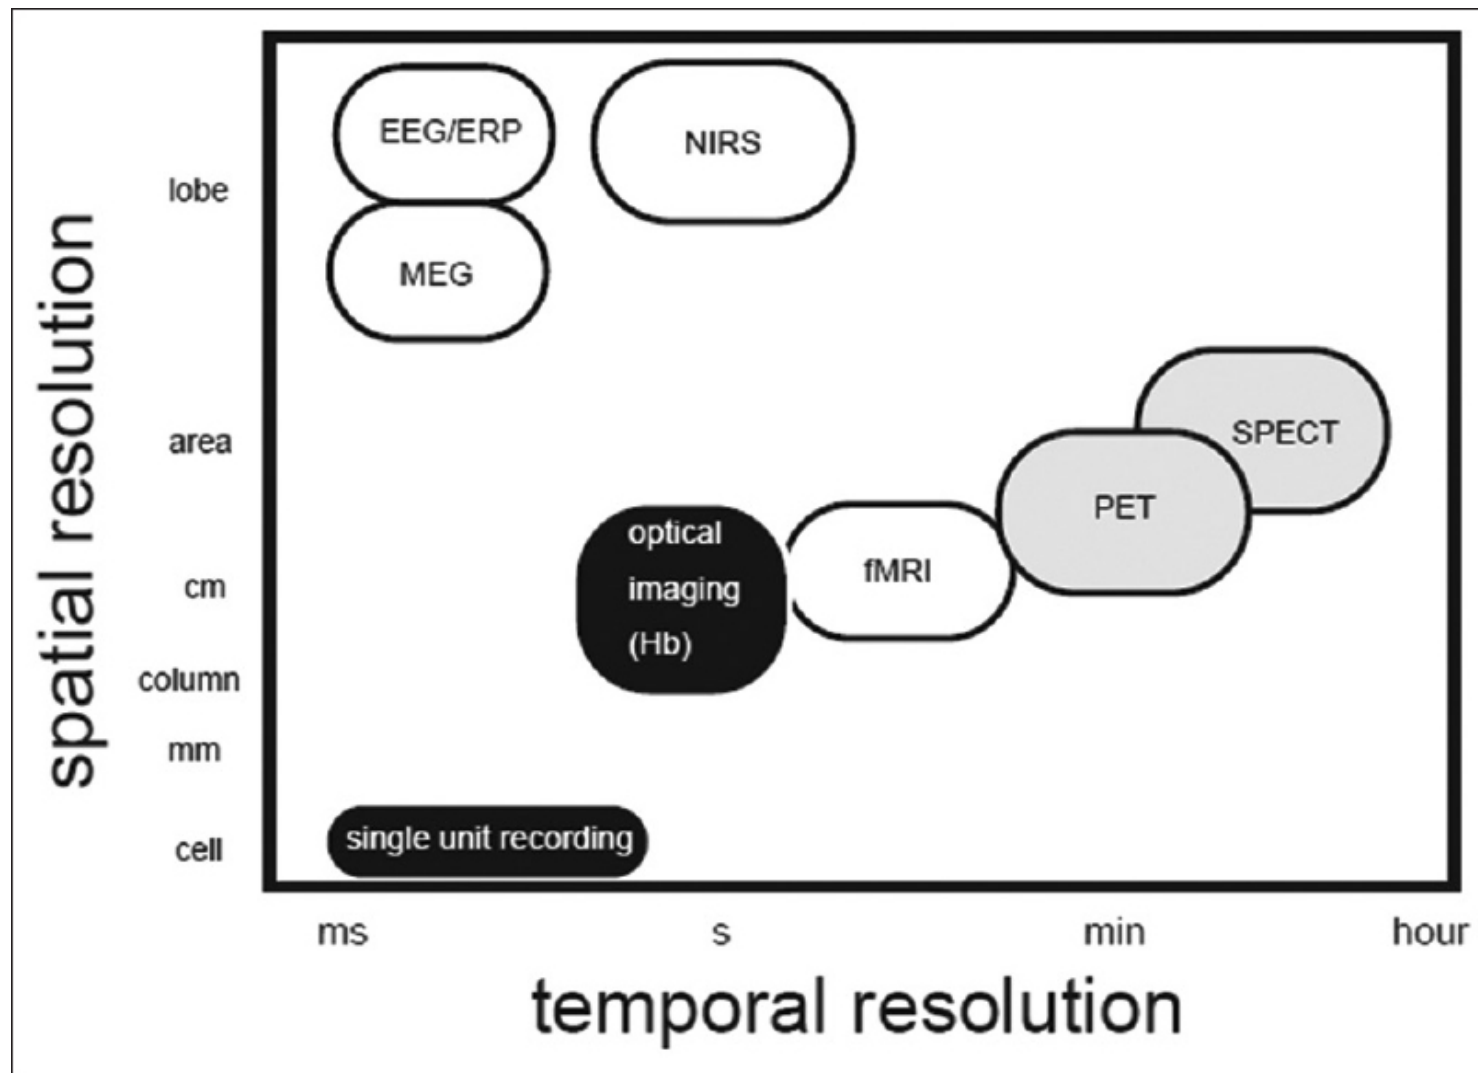 spatial resolution
lobe
area
cm
column
mm
cell
EEG/ERP
NIRS
MEG
SPECT
PET
optical
imaging
(Hb)
fMRI
single unit recording
ms
s
min
hour
temporal resolution